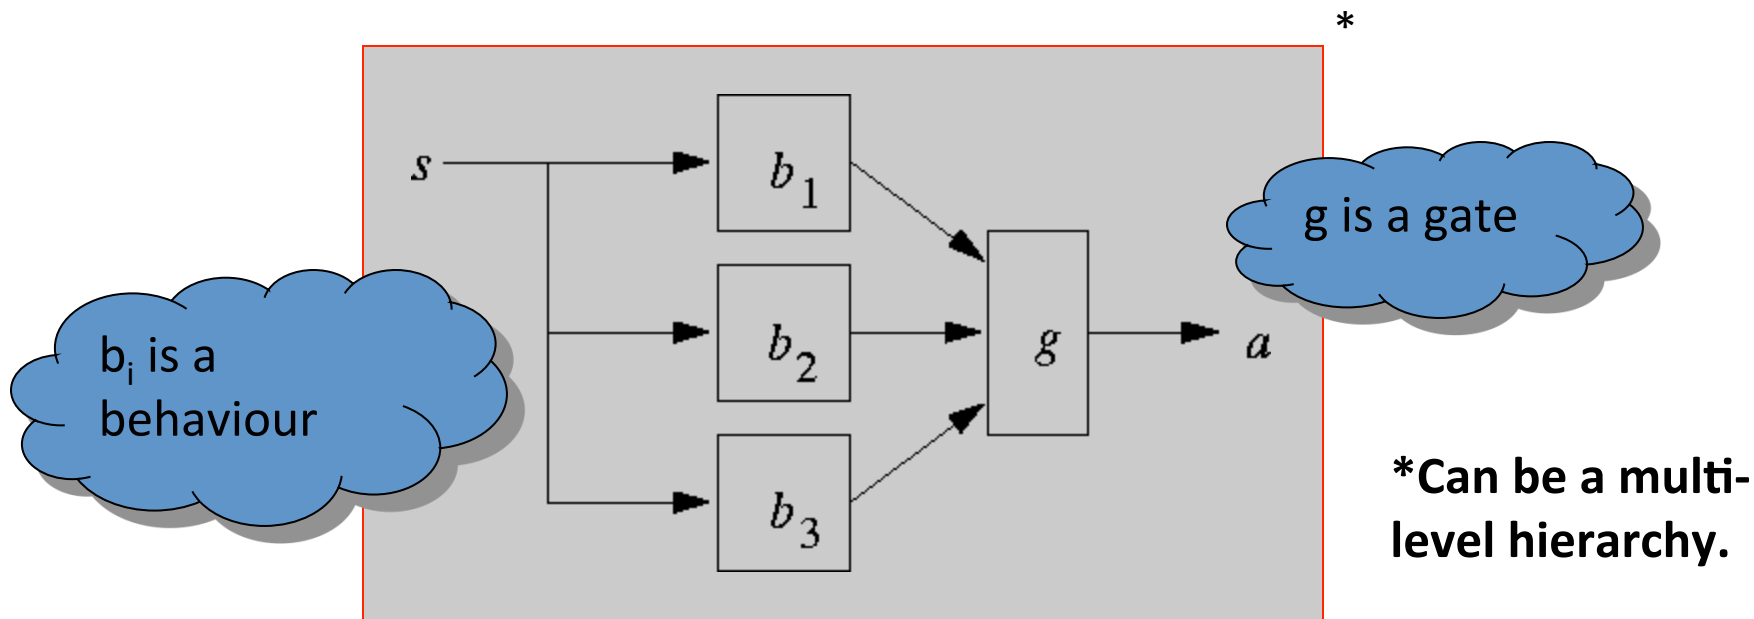 *
s
b1
g is a gate
b2
g
a
bi is a
behaviour
b3
*Can be a multi-
level hierarchy.